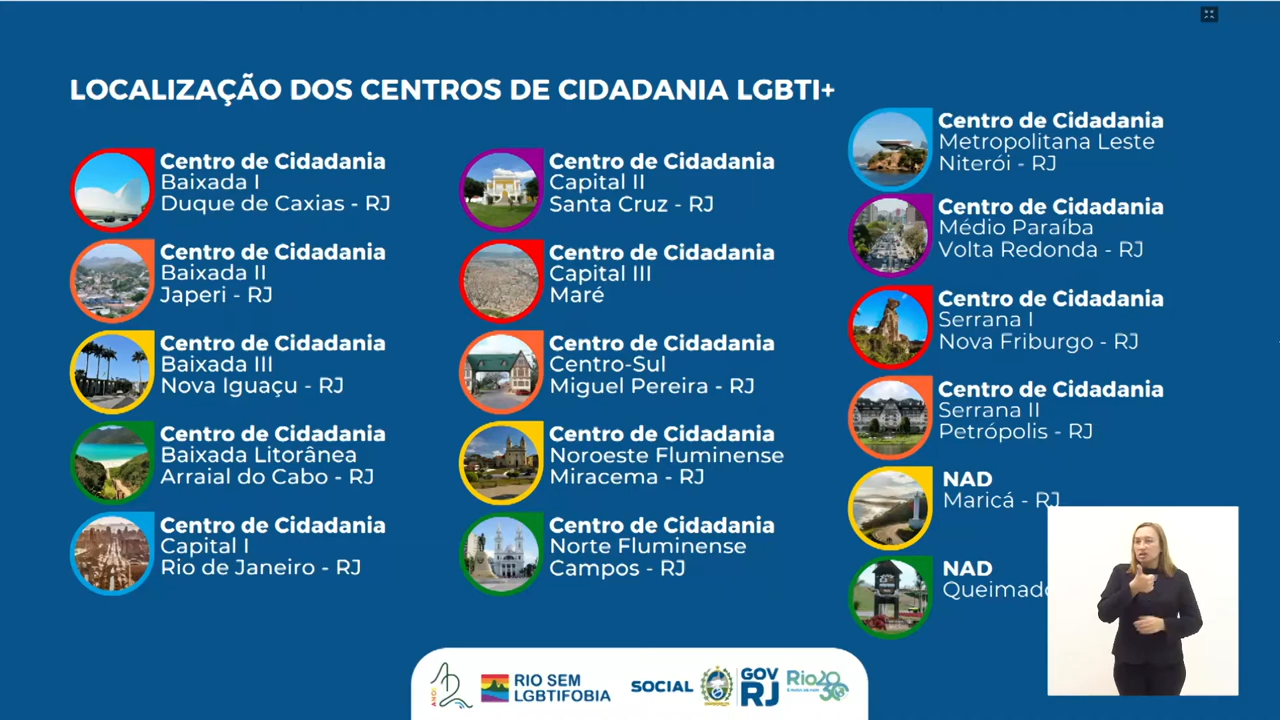 LOCALIZAÇÃO DOS CENTROS DE CIDADANIA LGBTI+
Centro de Cidadania
Baixada I
Duque de Caxias - RJ
Centro de Cidadania
Baixada II
Japeri - RJ
Centro de Cidadania
Baixada III
Nova Iguaçu - RJ
Centro de Cidadania
Baixada Litorânea
Arraial do Cabo - RJ
Centro de Cidadania
Capital I
Rio de Janeiro - RJ
Centro de Cidadania
Capital II
Santa Cruz - RJ
Centro de Cidadania
Capital III
Maré
Centro de Cidadania
Centro-Sul
Miguel Pereira - RJ
Centro de Cidadania
Noroeste Fluminense
Miracema - RJ
Centro de Cidadania
Norte Fluminense
Campos - RJ
Centro de Cidadania
Metropolitana Leste
Niterói - RJ
Centro de Cidadania
Médio Paraíba
Volta Redonda - RJ
Centro de Cidadania
Serrana I
Nova Friburgo - RJ
Centro de Cidadania
Serrana II
Petrópolis - RJ
NAD
Maricá - RJ
NAD
RIO SEM
LGBTIFOBIA
SOCIAL
GOV
RJ